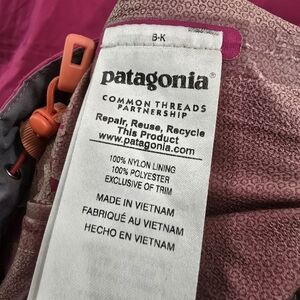 B-K
patagonia®
COMMON THREADS
PARTNERSHIP
Repair, Reuse, Recycle
This Product
www.patagonia.com
100% NYLON LINING
100% POLYESTER
EXCLUSIVE OF TRIM
MADE IN VIETNAM
FABRIQUÉ AU VIETNAM
HECHO EN VIETNAM